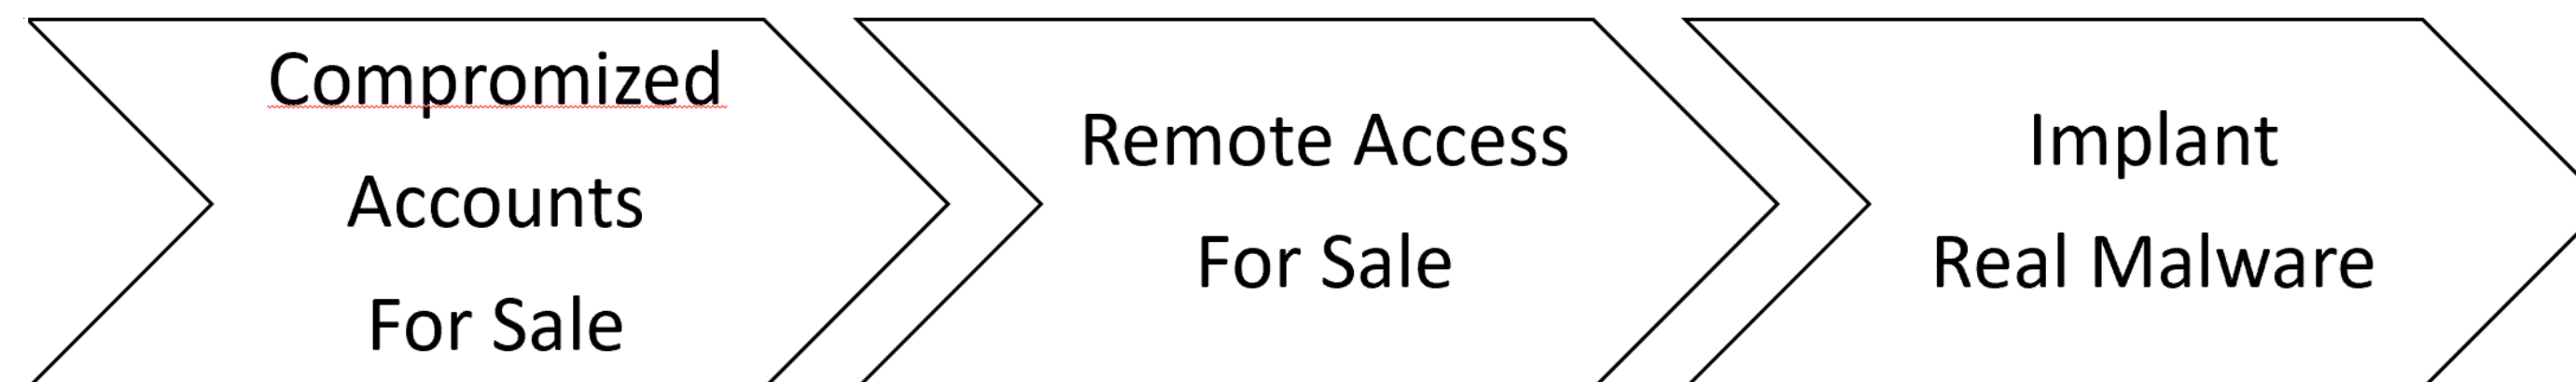 Compromized
Accounts
For Sale
Remote Access
For Sale
Implant
Real Malware